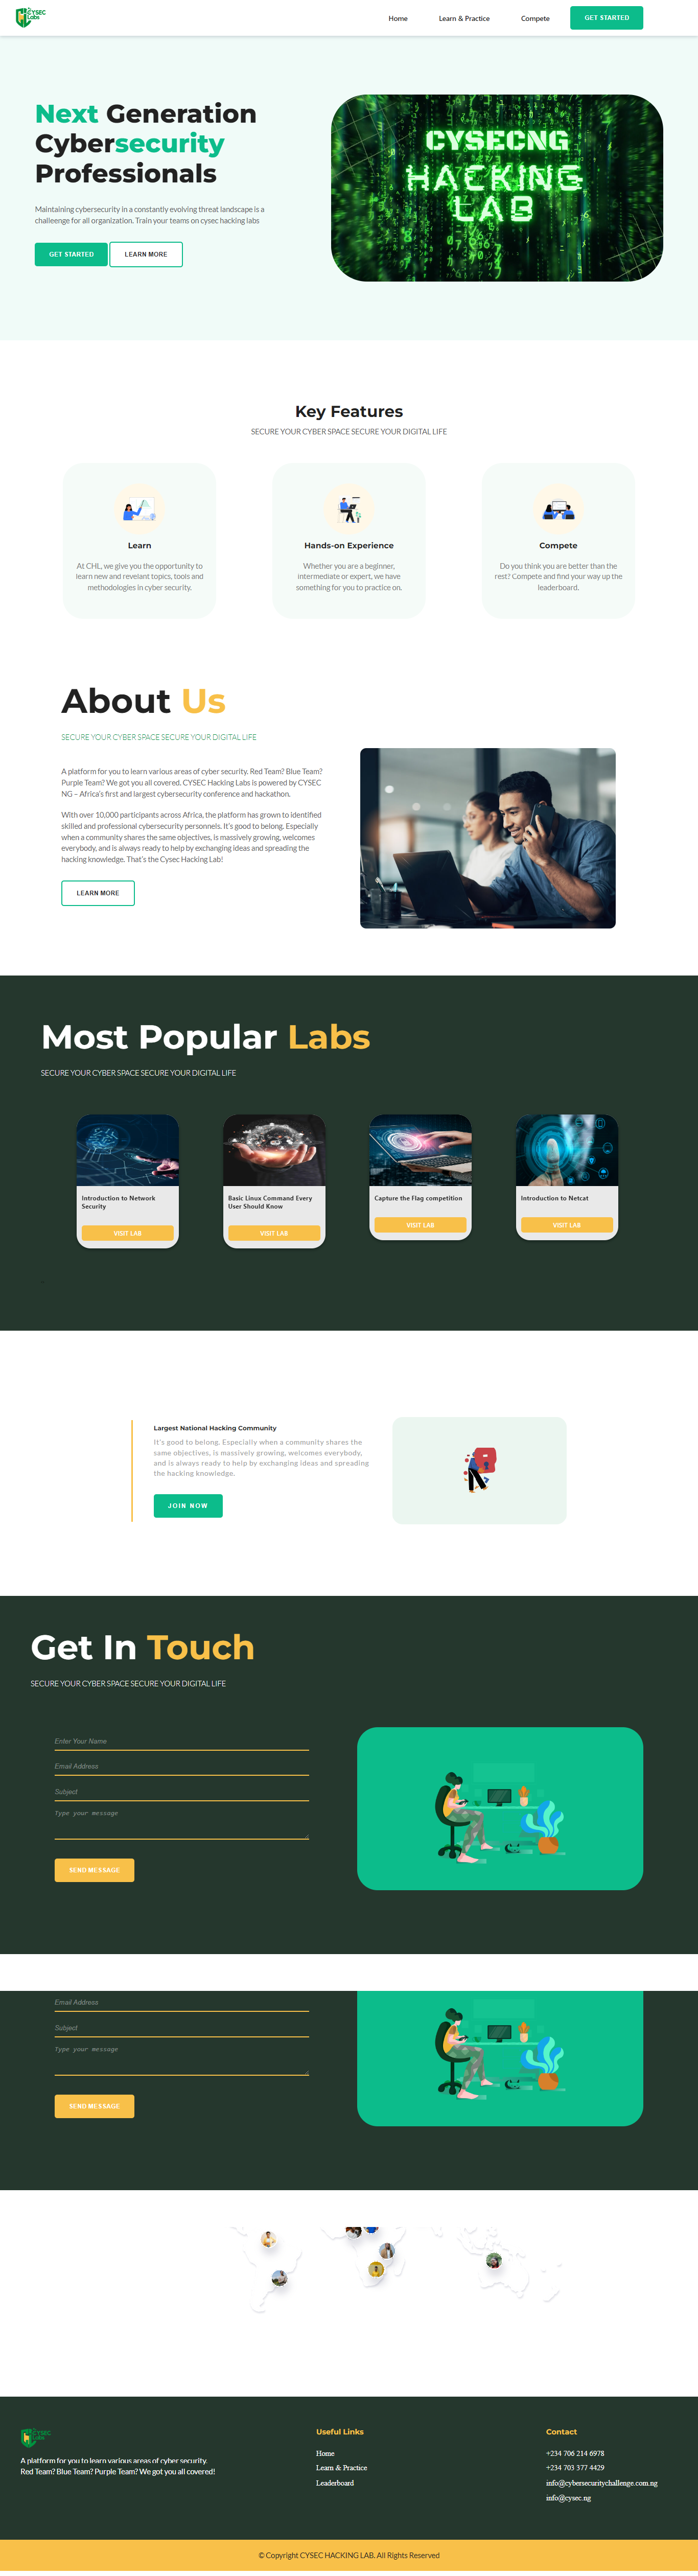 CYSEC
Labs
Home
Learn & Practice
Compete
GET STARTED
Next Generation
Cybersecurity
Professionals
Maintaining cybersecurity in a constantly evolving threat landscape is a
challeenge for all organization. Train your teams on cysec hacking labs
GET STARTED
LEARN MORE
CYSECNG
HACKING
LAB
Key Features
SECURE YOUR CYBER SPACE SECURE YOUR DIGITAL LIFE
Learn
At CHL, we give you the opportunity to
learn new and revelant topics, tools and
methodologies in cyber security.
Hands-on Experience
Whether you are a beginner,
intermediate or expert, we have
something for you to practice on.
Compete
Do you think you are better than the
rest? Compete and find your way up the
leaderboard.
About Us
SECURE YOUR CYBER SPACE SECURE YOUR DIGITAL LIFE
A platform for you to learn various areas of cyber security. Red Team? Blue Team?
Purple Team? We got you all covered. CYSEC Hacking Labs is powered by CYSEC
NG – Africa's first and largest cybersecurity conference and hackathon.
With over 10,000 participants across Africa, the platform has grown to identified
skilled and professional cybersecurity personnels. It's good to belong. Especially
when a community shares the same objectives, is massively growing, welcomes
everybody, and is always ready to help by exchanging ideas and spreading the
hacking knowledge. That's the Cysec Hacking Lab!
LEARN MORE
Most Popular Labs
SECURE YOUR CYBER SPACE SECURE YOUR DIGITAL LIFE
Introduction to Network
Security
VISIT LAB
Basic Linux Command Every
User Should Know
VISIT LAB
Capture the Flag competition
VISIT LAB
Introduction to Netcat
VISIT LAB
Largest National Hacking Community
It's good to belong. Especially when a community shares the
same objectives, is massively growing, welcomes everybody,
and is always ready to help by exchanging ideas and spreading
the hacking knowledge.
JOIN NOW
Get In Touch
SECURE YOUR CYBER SPACE SECURE YOUR DIGITAL LIFE
Enter Your Name
Email Address
Subject
Type your message
SEND MESSAGE
Email Address
Subject
Type your message
SEND MESSAGE
CYSEC
Labs
A platform for you to learn various areas of cyber security.
Red Team? Blue Team? Purple Team? We got you all covered!
Useful Links
Home
Learn & Practice
Leaderboard
Contact
+234 706 214 6978
+234 703 377 4429
info@cybersecuritychallenge.com.ng
info@cysec.ng
© Copyright CYSEC HACKING LAB. All Rights Reserved